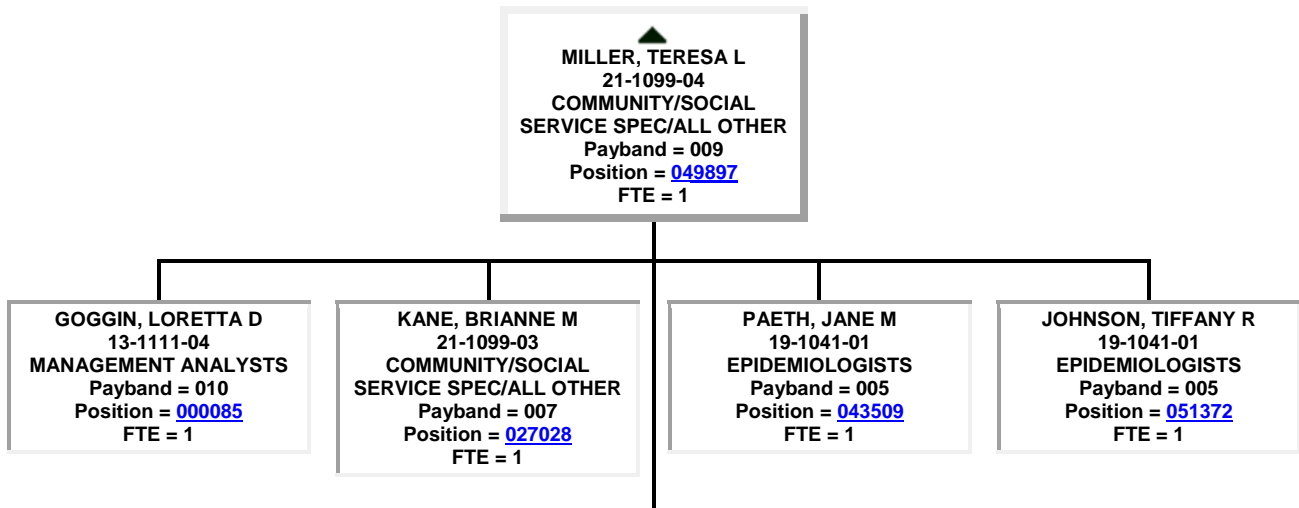 MILLER, TERESA L
21-1099-04
COMMUNITY/SOCIAL
SERVICE SPEC/ALL OTHER
Payband = 009
Position = 049897
FTE = 1
GOGGIN, LORETTA D
13-1111-04
MANAGEMENT ANALYSTS
Payband = 010
Position = 000085
FTE = 1
KANE, BRIANNE M
21-1099-03
COMMUNITY/SOCIAL
SERVICE SPEC/ALL OTHER
Payband = 007
Position = 027028
FTE = 1
PAETH, JANE M
19-1041-01
EPIDEMIOLOGISTS
Payband = 005
Position = 043509
FTE = 1
JOHNSON, TIFFANY R
19-1041-01
EPIDEMIOLOGISTS
Payband = 005
Position = 051372
FTE = 1